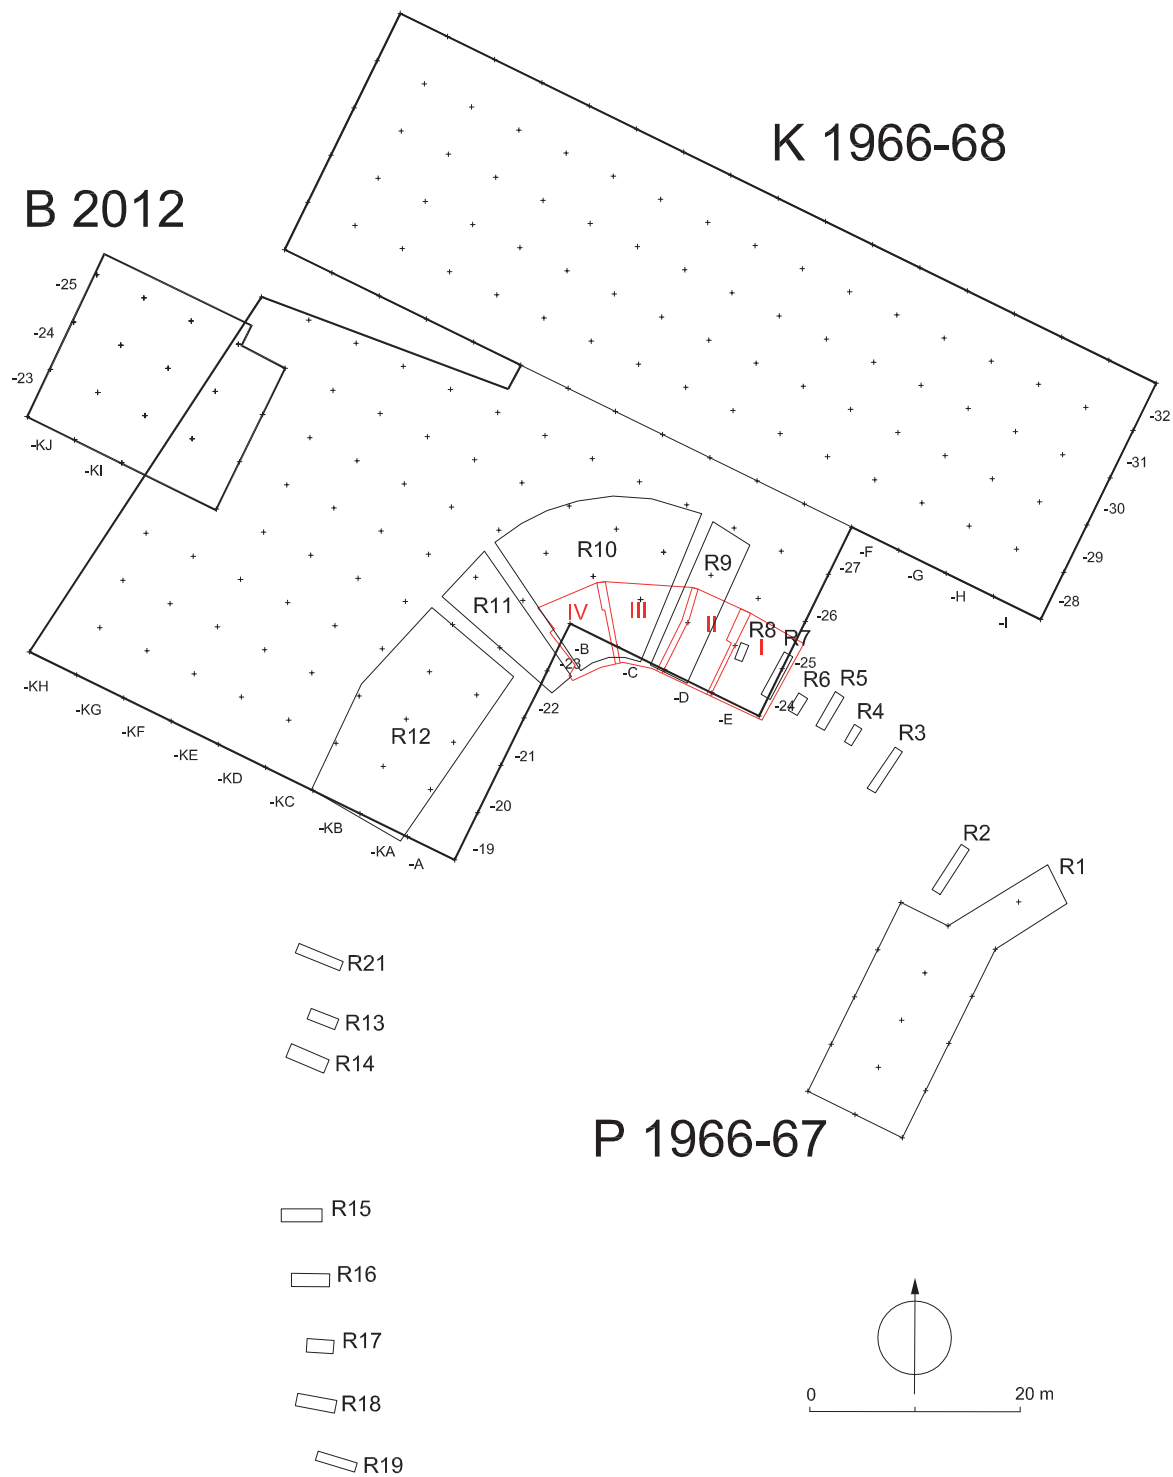 K 1966-68
B 2012
-25
-24
-23
-KJ
-KI
-32
-31
-30
-29
-28
-F
-G
-H
-I
-27
-26
-25
-24
R10
R9
R11
IV
III
II
I
R8
R7
R6
R5
R4
R3
-B
-23
-C
-D
-E
-22
-21
-20
-19
R12
-KH
-KG
-KF
-KE
-KD
-KC
-KB
-KA
-A
R2
R1
R21
R13
R14
P 1966-67
R15
R16
R17
R18
R19
0
20 m